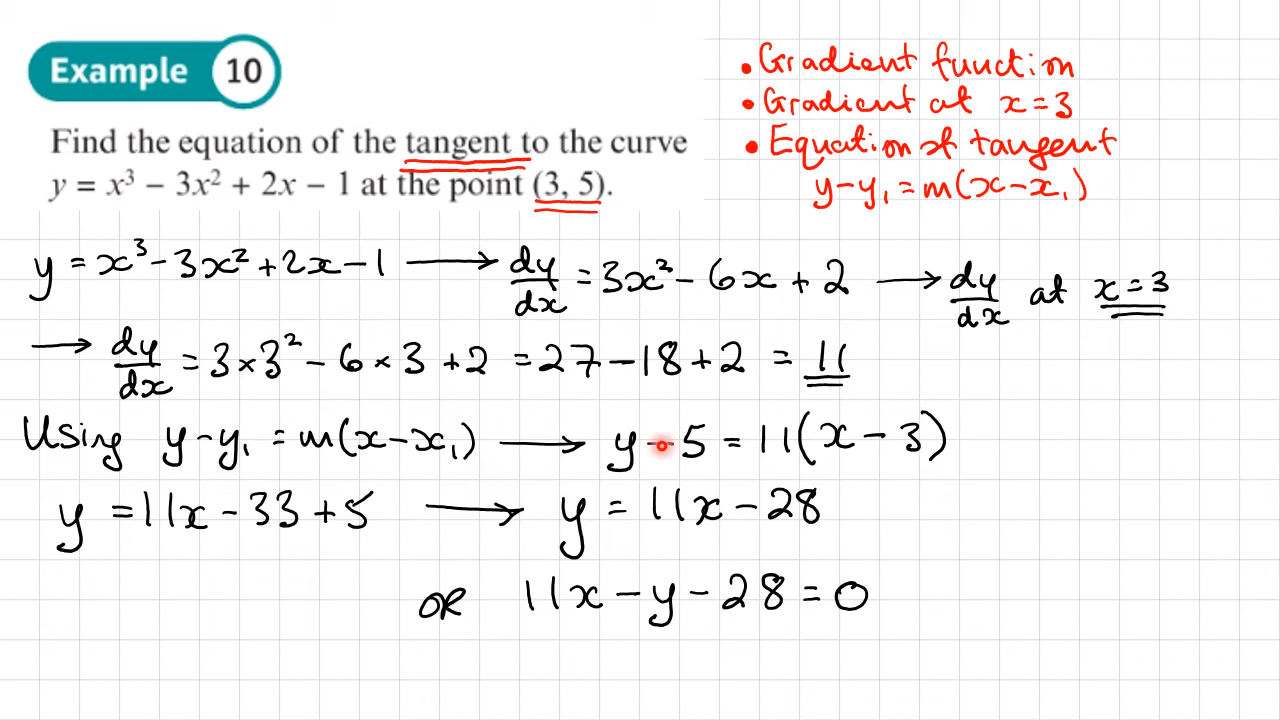 Example 10
Find the equation of the tangent to the curve
y = x³ − 3x² + 2x − 1 at the point (3, 5).
• Gradient function
• Gradient at x = 3
• Equation of tangent
y − y₁ = m(x − x₁)
y = x³ − 3x² + 2x − 1 → dy/dx = 3x² − 6x + 2 → dy/dx at x = 3
→ dy/dx = 3 × 3² − 6 × 3 + 2 = 27 − 18 + 2 = 11
Using y − y₁ = m(x − x₁) → y − 5 = 11(x − 3)
y = 11x − 33 + 5 → y = 11x − 28
OR 11x − y − 28 = 0